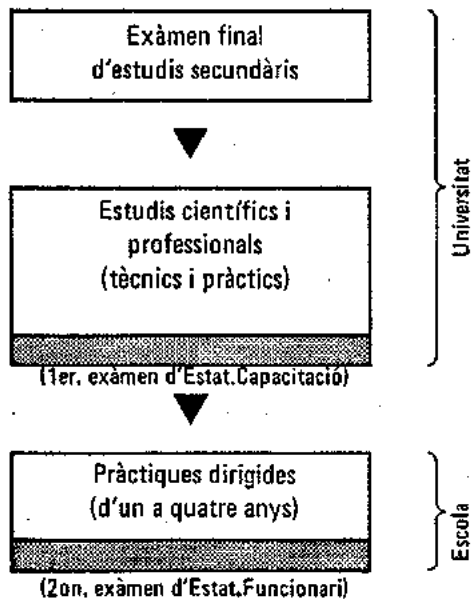 Exàmen final
d'estudis secundàris
Estudis científics i
professionals
(tècnics i pràctics)
(1er, exàmen d'Estat.Capacitació)
Universitat
Pràctiques dirigides
(d'un a quatre anys)
(2on, exàmen d'Estat.Funcionari)
Escola